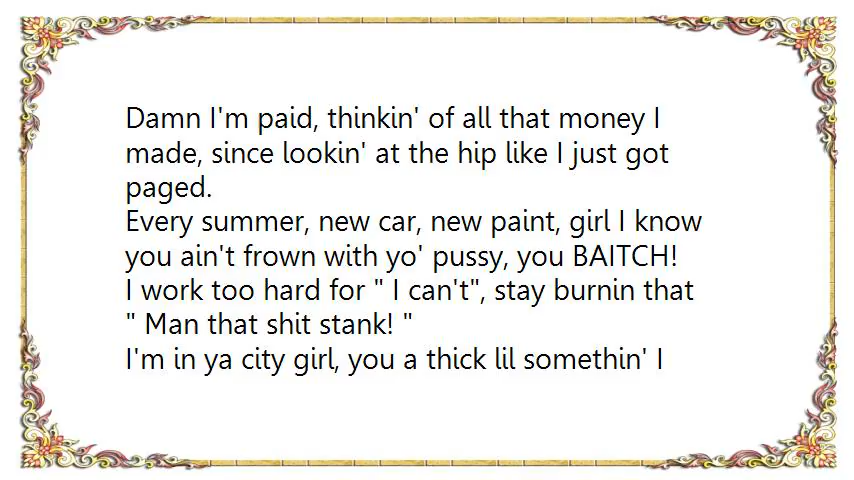 Damn I'm paid, thinkin' of all that money I
made, since lookin' at the hip like I just got
paged.
Every summer, new car, new paint, girl I know
you ain't frown with yo' pussy, you BAITCH!
I work too hard for " I can't", stay burnin that
" Man that shit stank! "
I'm in ya city girl, you a thick lil somethin' I